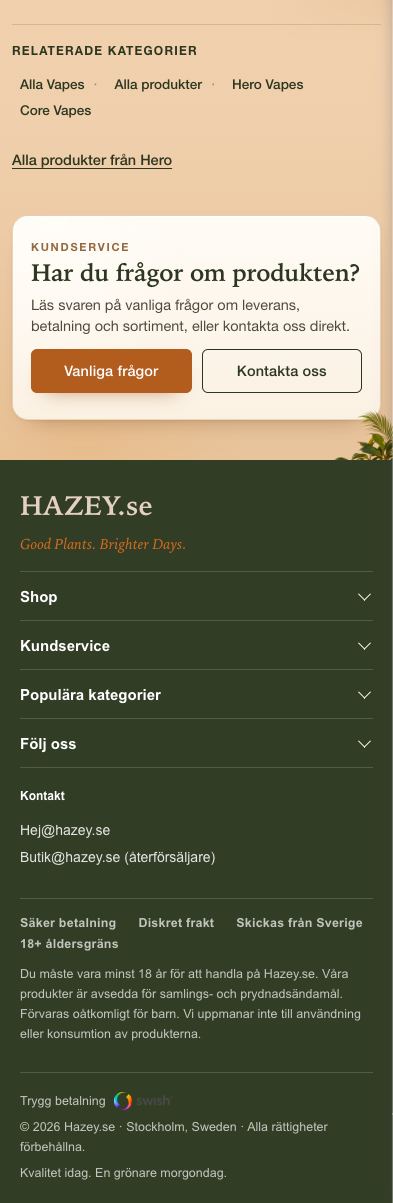 RELATERADE KATEGORIER
Alla Vapes · Alla produkter · Hero Vapes
Core Vapes
Alla produkter från Hero
KUNDSERVICE
Har du frågor om produkten?
Läs svaren på vanliga frågor om leverans,
betalning och sortiment, eller kontakta oss direkt.
Vanliga frågor
Kontakta oss
HAZEY.se
Good Plants. Brighter Days.
Shop
Kundservice
Populära kategorier
Följ oss
Kontakt
Hej@hazey.se
Butik@hazey.se (återförsäljare)
Säker betalning Diskret frakt Skickas från Sverige
18+ åldersgräns
Du måste vara minst 18 år för att handla på Hazey.se. Våra
produkter är avsedda för samlings- och prydnadsändamål.
Förvaras oåtkomligt för barn. Vi uppmanar inte till användning
eller konsumtion av produkterna.
Trygg betalning swish
© 2026 Hazey.se · Stockholm, Sweden · Alla rättigheter
förbehållna.
Kvalitet idag. En grönare morgondag.